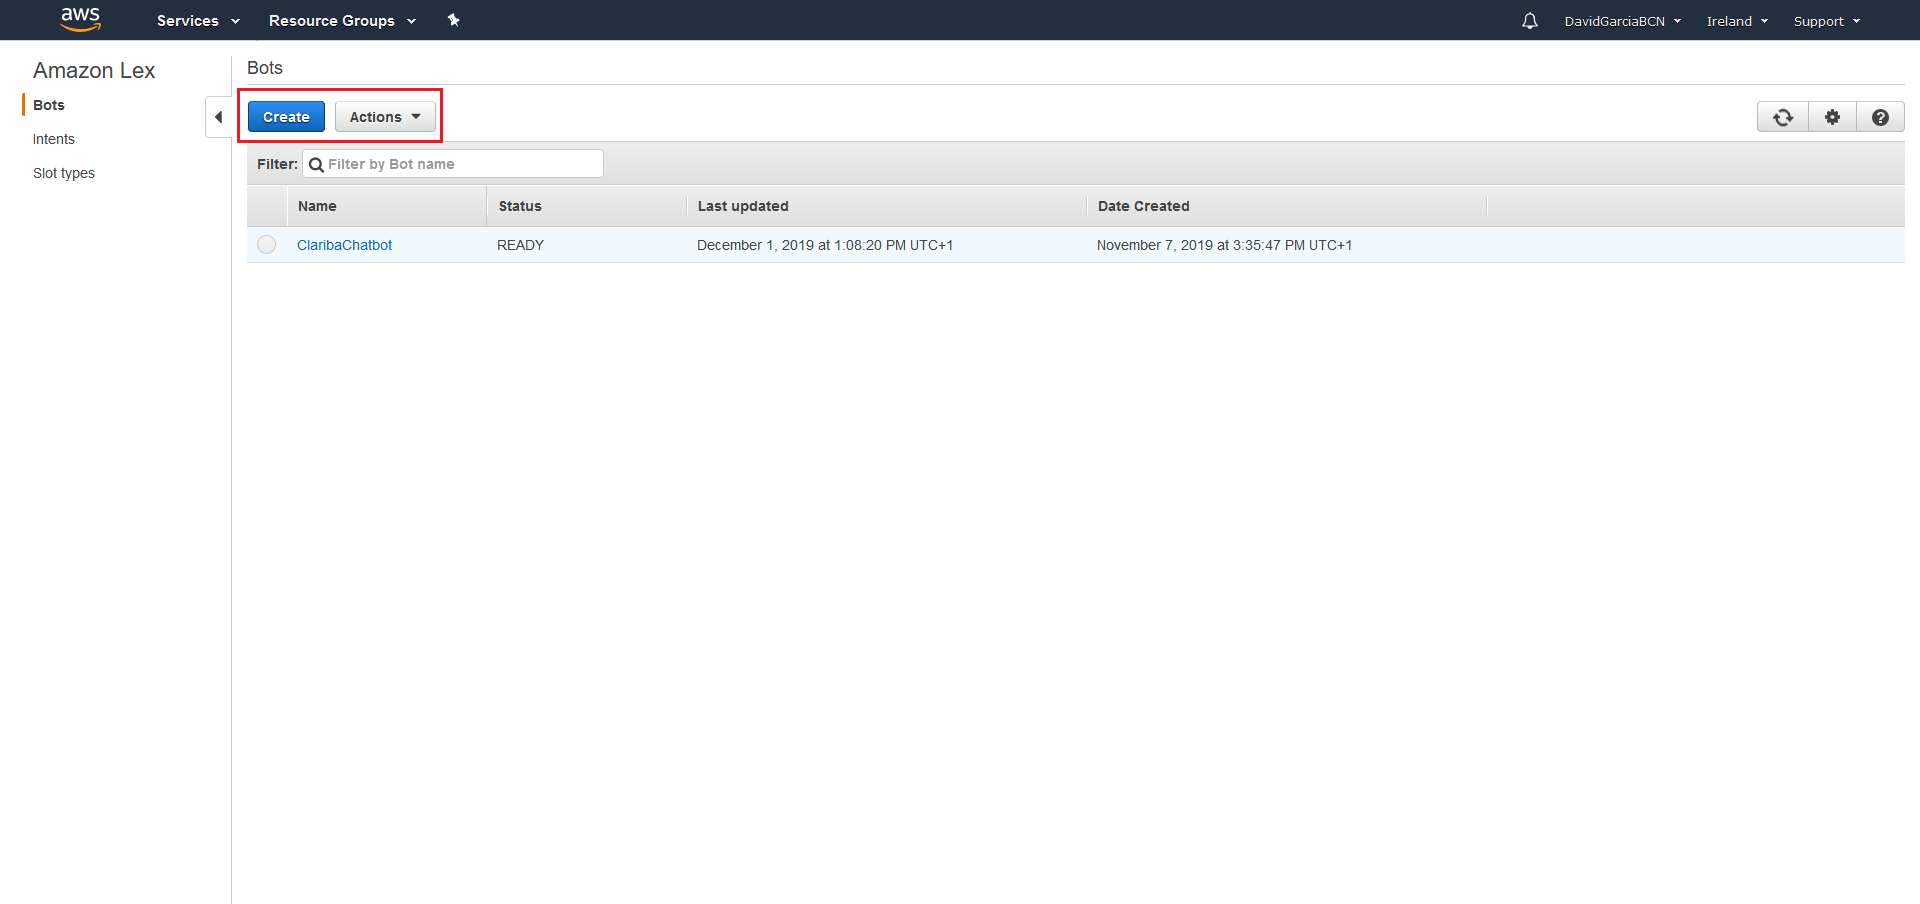 aws Services Resource Groups DavidGarciaBCN Ireland Support
Amazon Lex
Bots
Intents
Slot types
Bots
Create Actions
Filter: Filter by Bot name
Name Status Last updated Date Created
ClaribaChatbot READY December 1, 2019 at 1:08:20 PM UTC+1 November 7, 2019 at 3:35:47 PM UTC+1